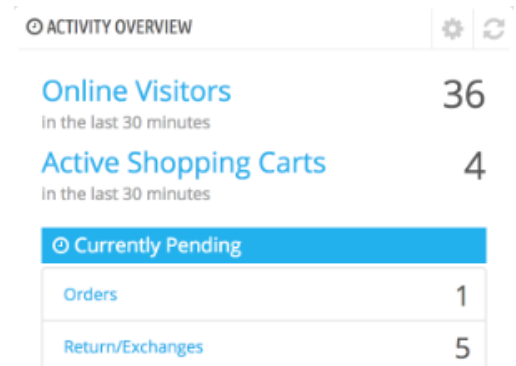 ACTIVITY OVERVIEW
Online Visitors 36
in the last 30 minutes
Active Shopping Carts 4
in the last 30 minutes
Currently Pending
Orders 1
Return/Exchanges 5